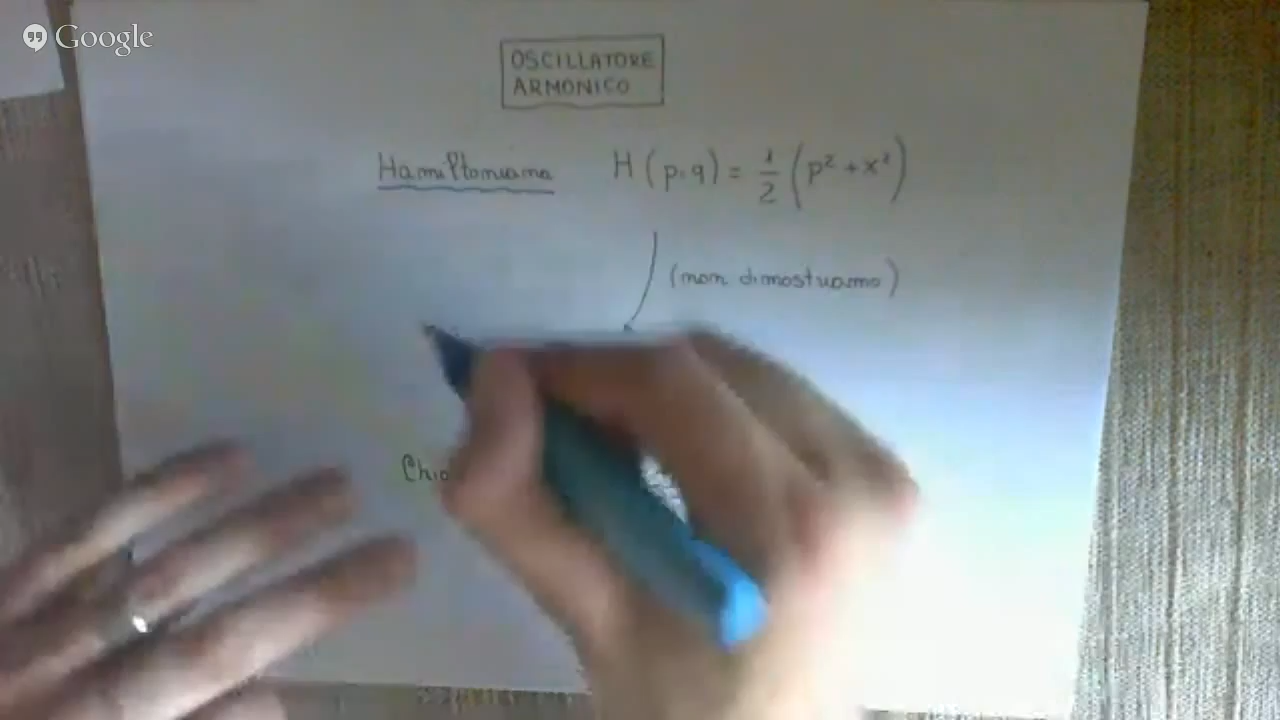 Google
OSCILLATORE
ARMONICO
Hamiltoniana H(p,q) = 1/2 (p² + x²)
(non dimostriamo)